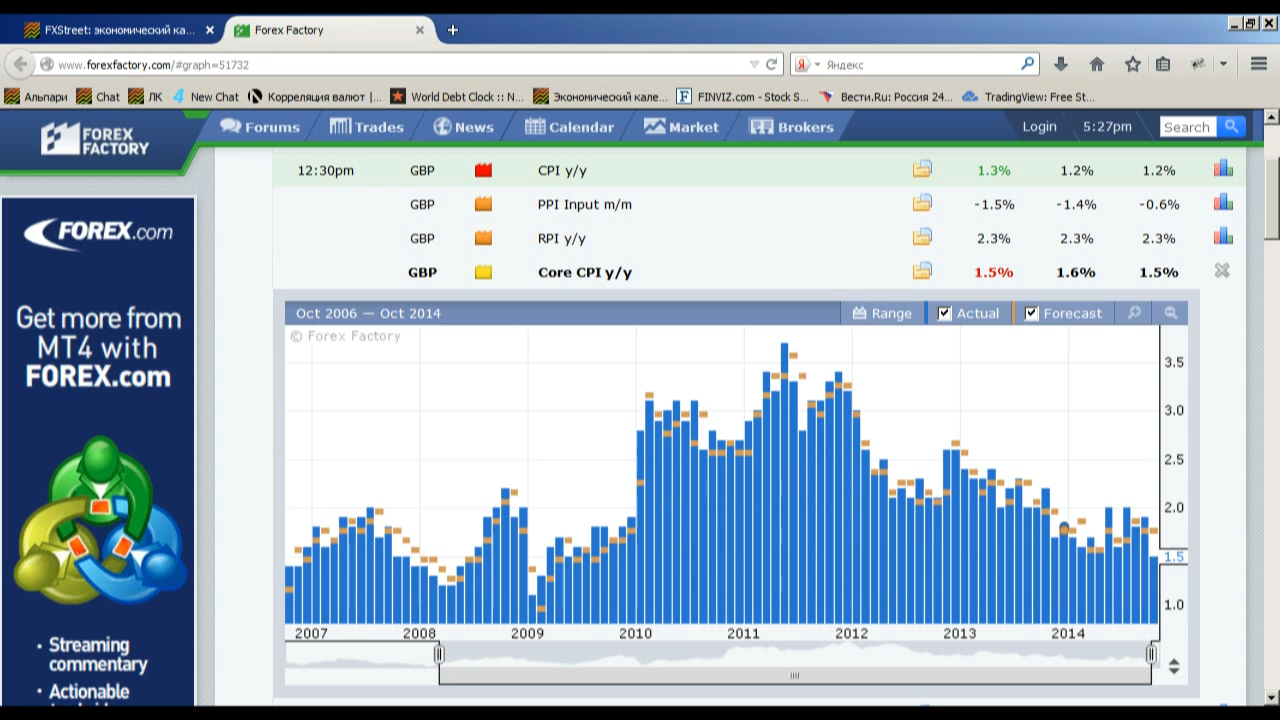 FXStreet: экономический ка...
Forex Factory
www.forexfactory.com/#graph=51732
Яндекс
Альпари
Chat
ЛК
New Chat
Корреляция валют |...
World Debt Clock :: N...
Экономический кале...
FINVIZ.com - Stock S...
Вести.Ru: Россия 24...
TradingView: Free St...
FOREX
FACTORY
Forums
Trades
News
Calendar
Market
Brokers
Login
5:27pm
Search
12:30pm GBP CPI y/y 1.3% 1.2% 1.2%
GBP PPI Input m/m -1.5% -1.4% -0.6%
GBP RPI y/y 2.3% 2.3% 2.3%
GBP Core CPI y/y 1.5% 1.6% 1.5%
Oct 2006 — Oct 2014
Range
Actual
Forecast
© Forex Factory
3.5
3.0
2.5
2.0
1.5
1.0
2007 2008 2009 2010 2011 2012 2013 2014
FOREX.com
Get more from
MT4 with
FOREX.com
· Streaming
commentary
· Actionable